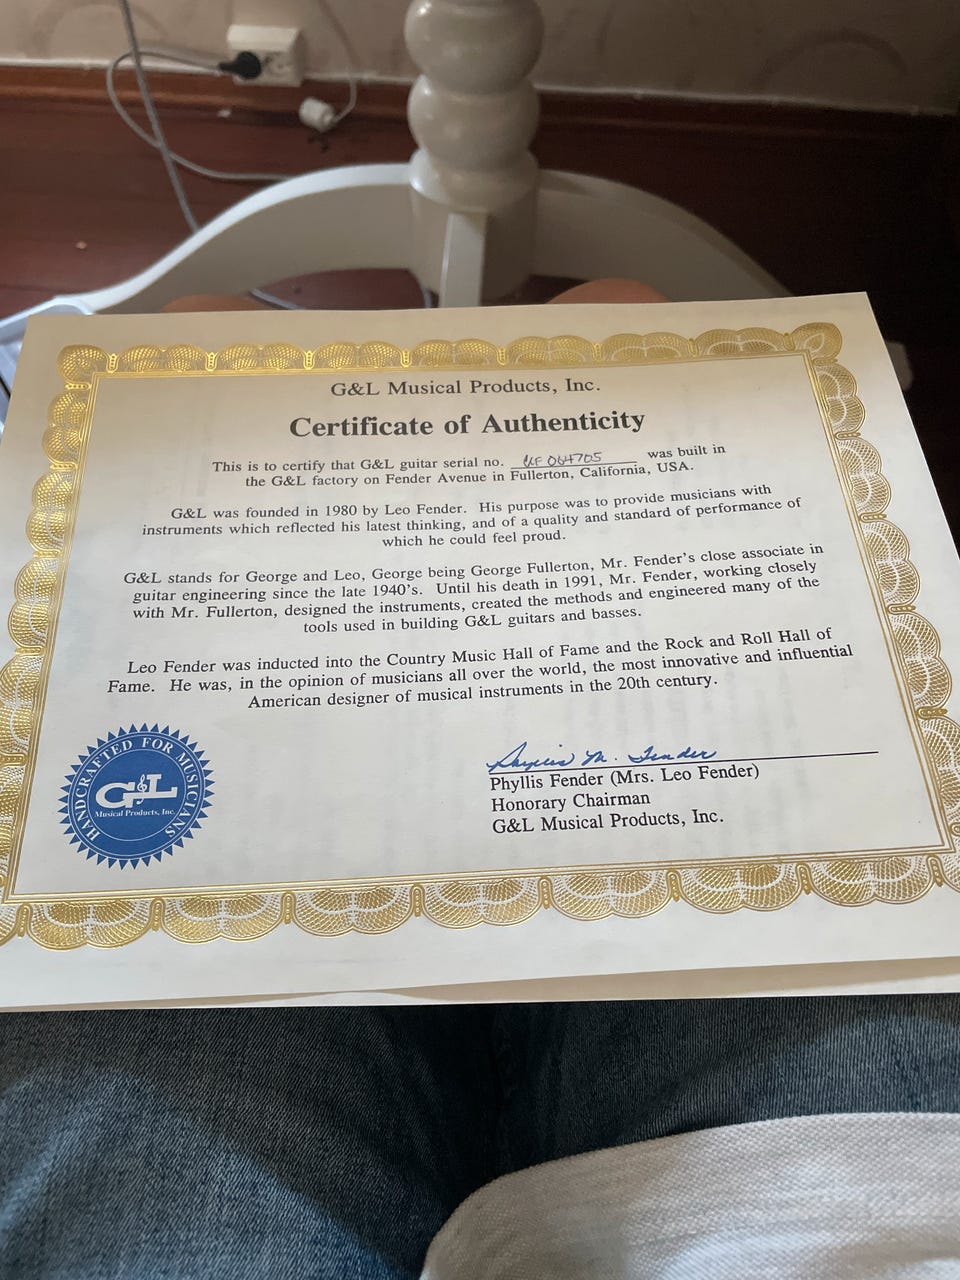 G&L Musical Products, Inc.
Certificate of Authenticity
This is to certify that G&L guitar serial no. CLF 064705 was built in
the G&L factory on Fender Avenue in Fullerton, California, USA.
G&L was founded in 1980 by Leo Fender. His purpose was to provide musicians with
instruments which reflected his latest thinking, and of a quality and standard of performance of
which he could feel proud.
G&L stands for George and Leo, George being George Fullerton, Mr. Fender's close associate in
guitar engineering since the late 1940's. Until his death in 1991, Mr. Fender, working closely
with Mr. Fullerton, designed the instruments, created the methods and engineered many of the
tools used in building G&L guitars and basses.
Leo Fender was inducted into the Country Music Hall of Fame and the Rock and Roll Hall of
Fame. He was, in the opinion of musicians all over the world, the most innovative and influential
American designer of musical instruments in the 20th century.
HANDCRAFTED FOR MUSICIANS
G&L
Musical Products, Inc.
Phyllis M. Fender
Phyllis Fender (Mrs. Leo Fender)
Honorary Chairman
G&L Musical Products, Inc.